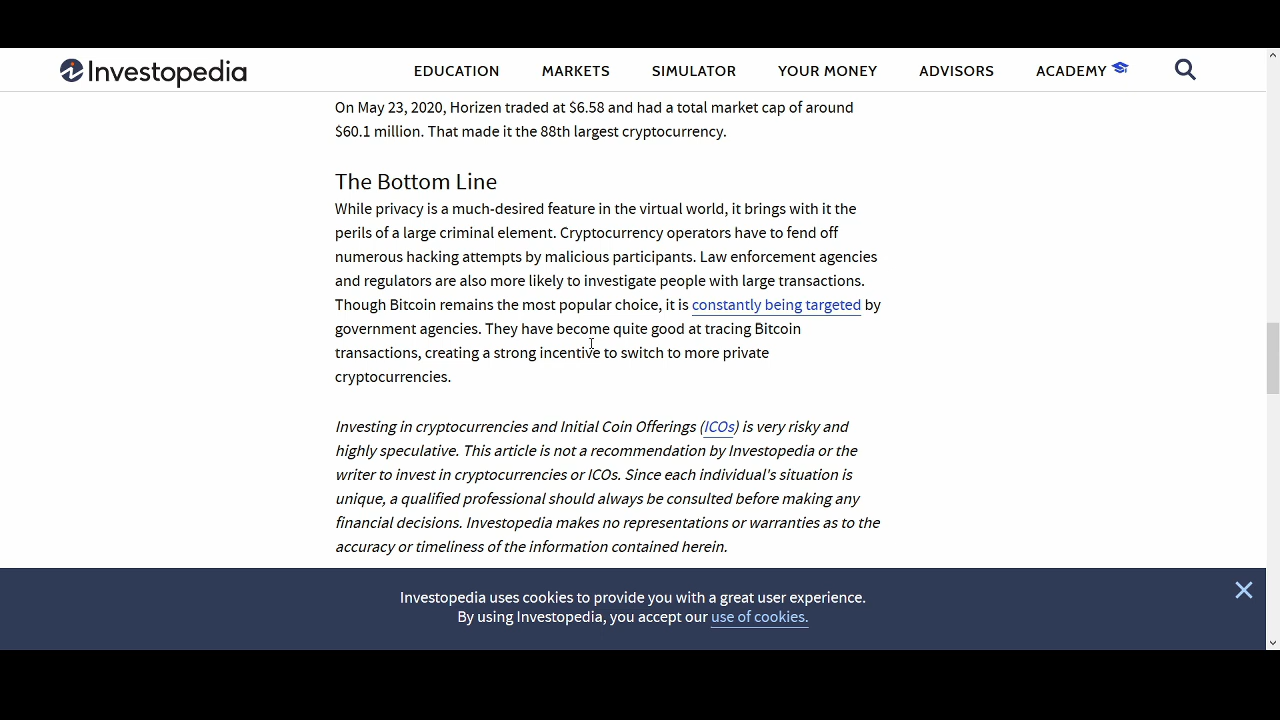 Investopedia
EDUCATION MARKETS SIMULATOR YOUR MONEY ADVISORS ACADEMY
On May 23, 2020, Horizen traded at $6.58 and had a total market cap of around
$60.1 million. That made it the 88th largest cryptocurrency.
The Bottom Line
While privacy is a much-desired feature in the virtual world, it brings with it the
perils of a large criminal element. Cryptocurrency operators have to fend off
numerous hacking attempts by malicious participants. Law enforcement agencies
and regulators are also more likely to investigate people with large transactions.
Though Bitcoin remains the most popular choice, it is constantly being targeted by
government agencies. They have become quite good at tracing Bitcoin
transactions, creating a strong incentive to switch to more private
cryptocurrencies.
Investing in cryptocurrencies and Initial Coin Offerings (ICOs) is very risky and
highly speculative. This article is not a recommendation by Investopedia or the
writer to invest in cryptocurrencies or ICOs. Since each individual's situation is
unique, a qualified professional should always be consulted before making any
financial decisions. Investopedia makes no representations or warranties as to the
accuracy or timeliness of the information contained herein.
Investopedia uses cookies to provide you with a great user experience.
By using Investopedia, you accept our use of cookies.